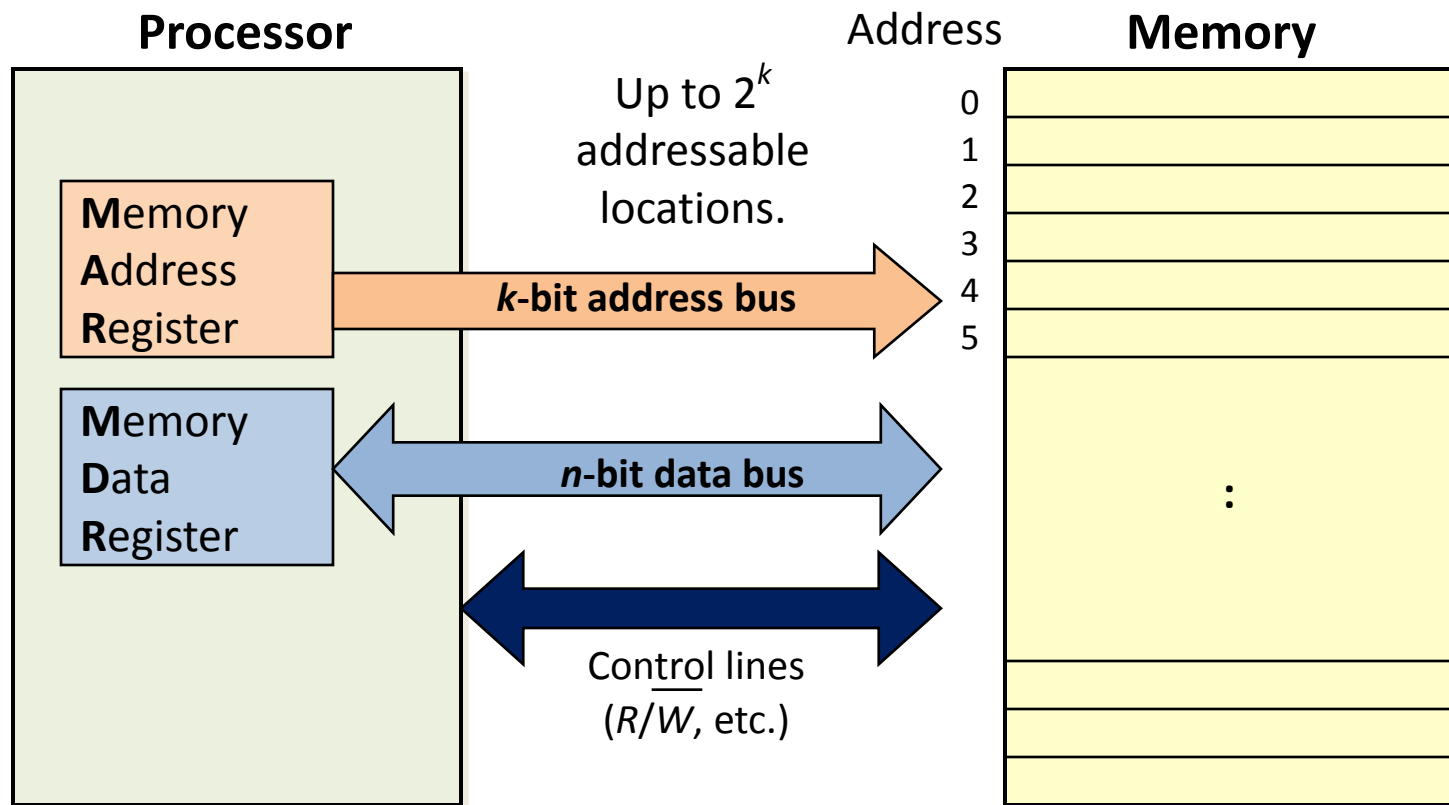 Processor
Address
Memory
Up to 2^k
addressable
locations.
0
1
2
3
4
5
Memory
Address
Register
k-bit address bus
Memory
Data
Register
n-bit data bus
:
Control lines
(R/W̅, etc.)